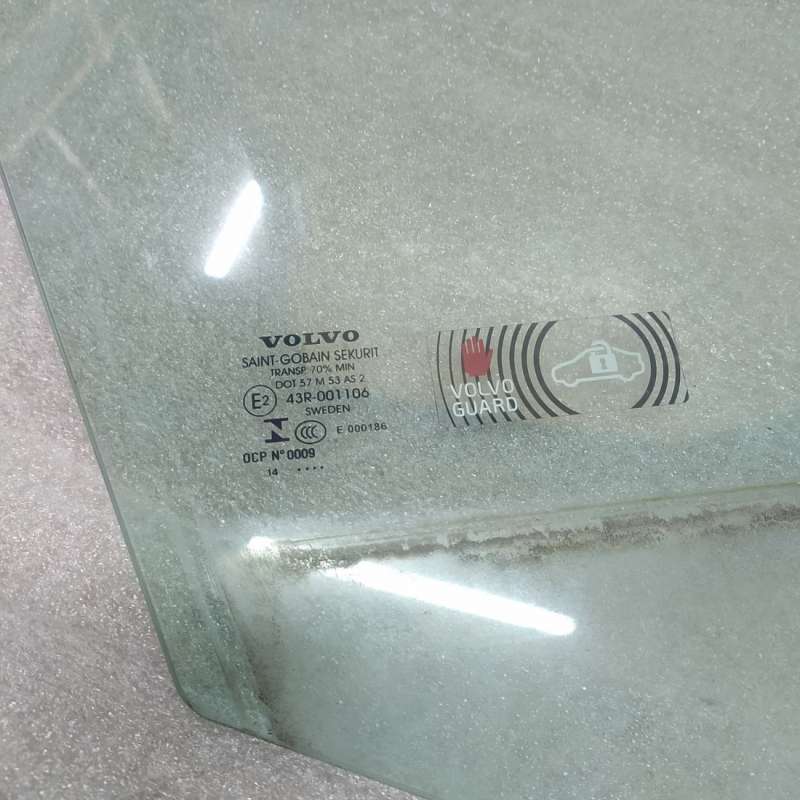 VOLVO
SAINT-GOBAIN SEKURIT
TRANSP. 70% MIN
DOT 57 M 53 AS 2
E2 43R-001106
SWEDEN
CCC E 000186
OCP N° 0009
14 ••••
VOLVO
GUARD